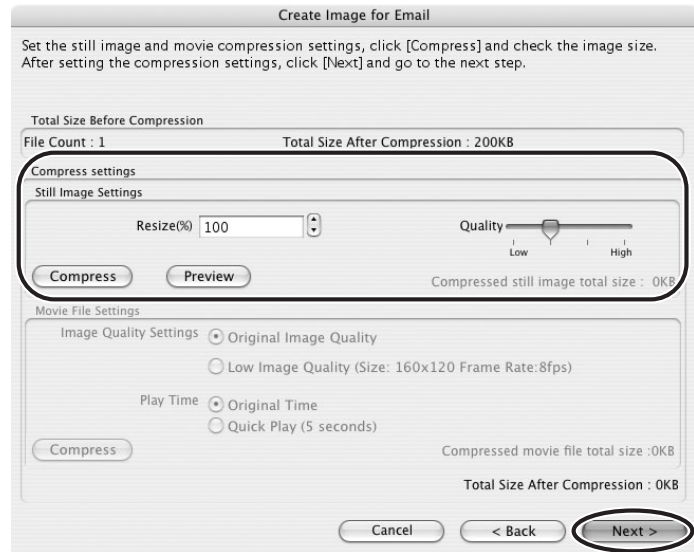 Create Image for Email
Set the still image and movie compression settings, click [Compress] and check the image size.
After setting the compression settings, click [Next] and go to the next step.
Total Size Before Compression
File Count : 1 Total Size After Compression : 200KB
Compress settings
Still Image Settings
Resize(%) 100 Quality
Low High
Compress Preview Compressed still image total size : 0KB
Movie File Settings
Image Quality Settings Original Image Quality
Low Image Quality (Size: 160x120 Frame Rate:8fps)
Play Time Original Time
Quick Play (5 seconds)
Compress Compressed movie file total size :0KB
Total Size After Compression : 0KB
Cancel < Back Next >